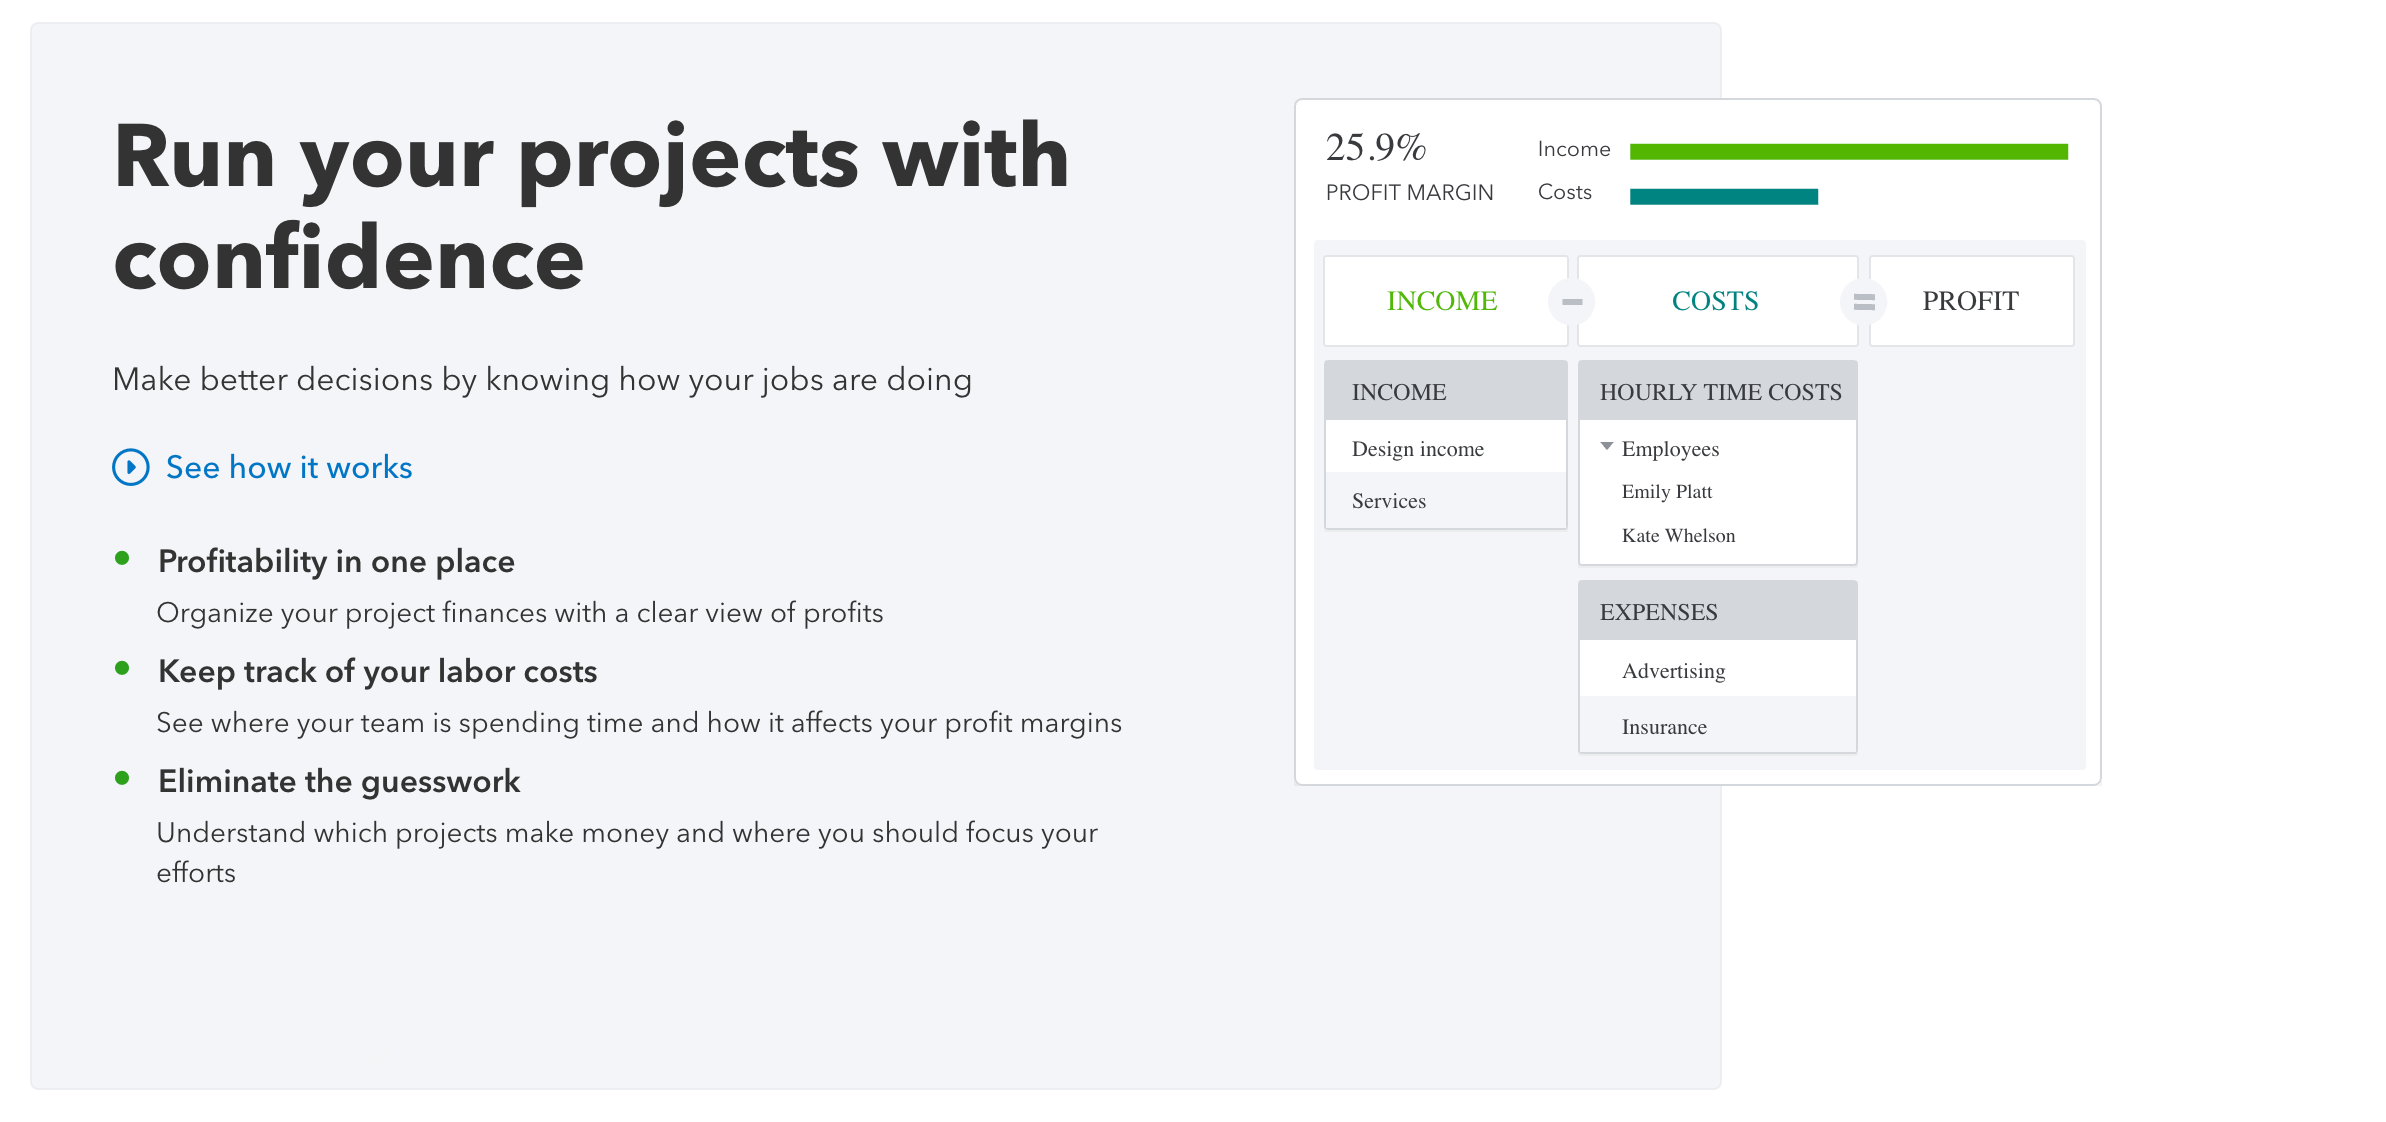 Run your projects with
confidence
Make better decisions by knowing how your jobs are doing
See how it works
Profitability in one place
Organize your project finances with a clear view of profits
Keep track of your labor costs
See where your team is spending time and how it affects your profit margins
Eliminate the guesswork
Understand which projects make money and where you should focus your
efforts
25.9%
PROFIT MARGIN
Income
Costs
INCOME - COSTS = PROFIT
INCOME
Design income
Services
HOURLY TIME COSTS
Employees
Emily Platt
Kate Whelson
EXPENSES
Advertising
Insurance